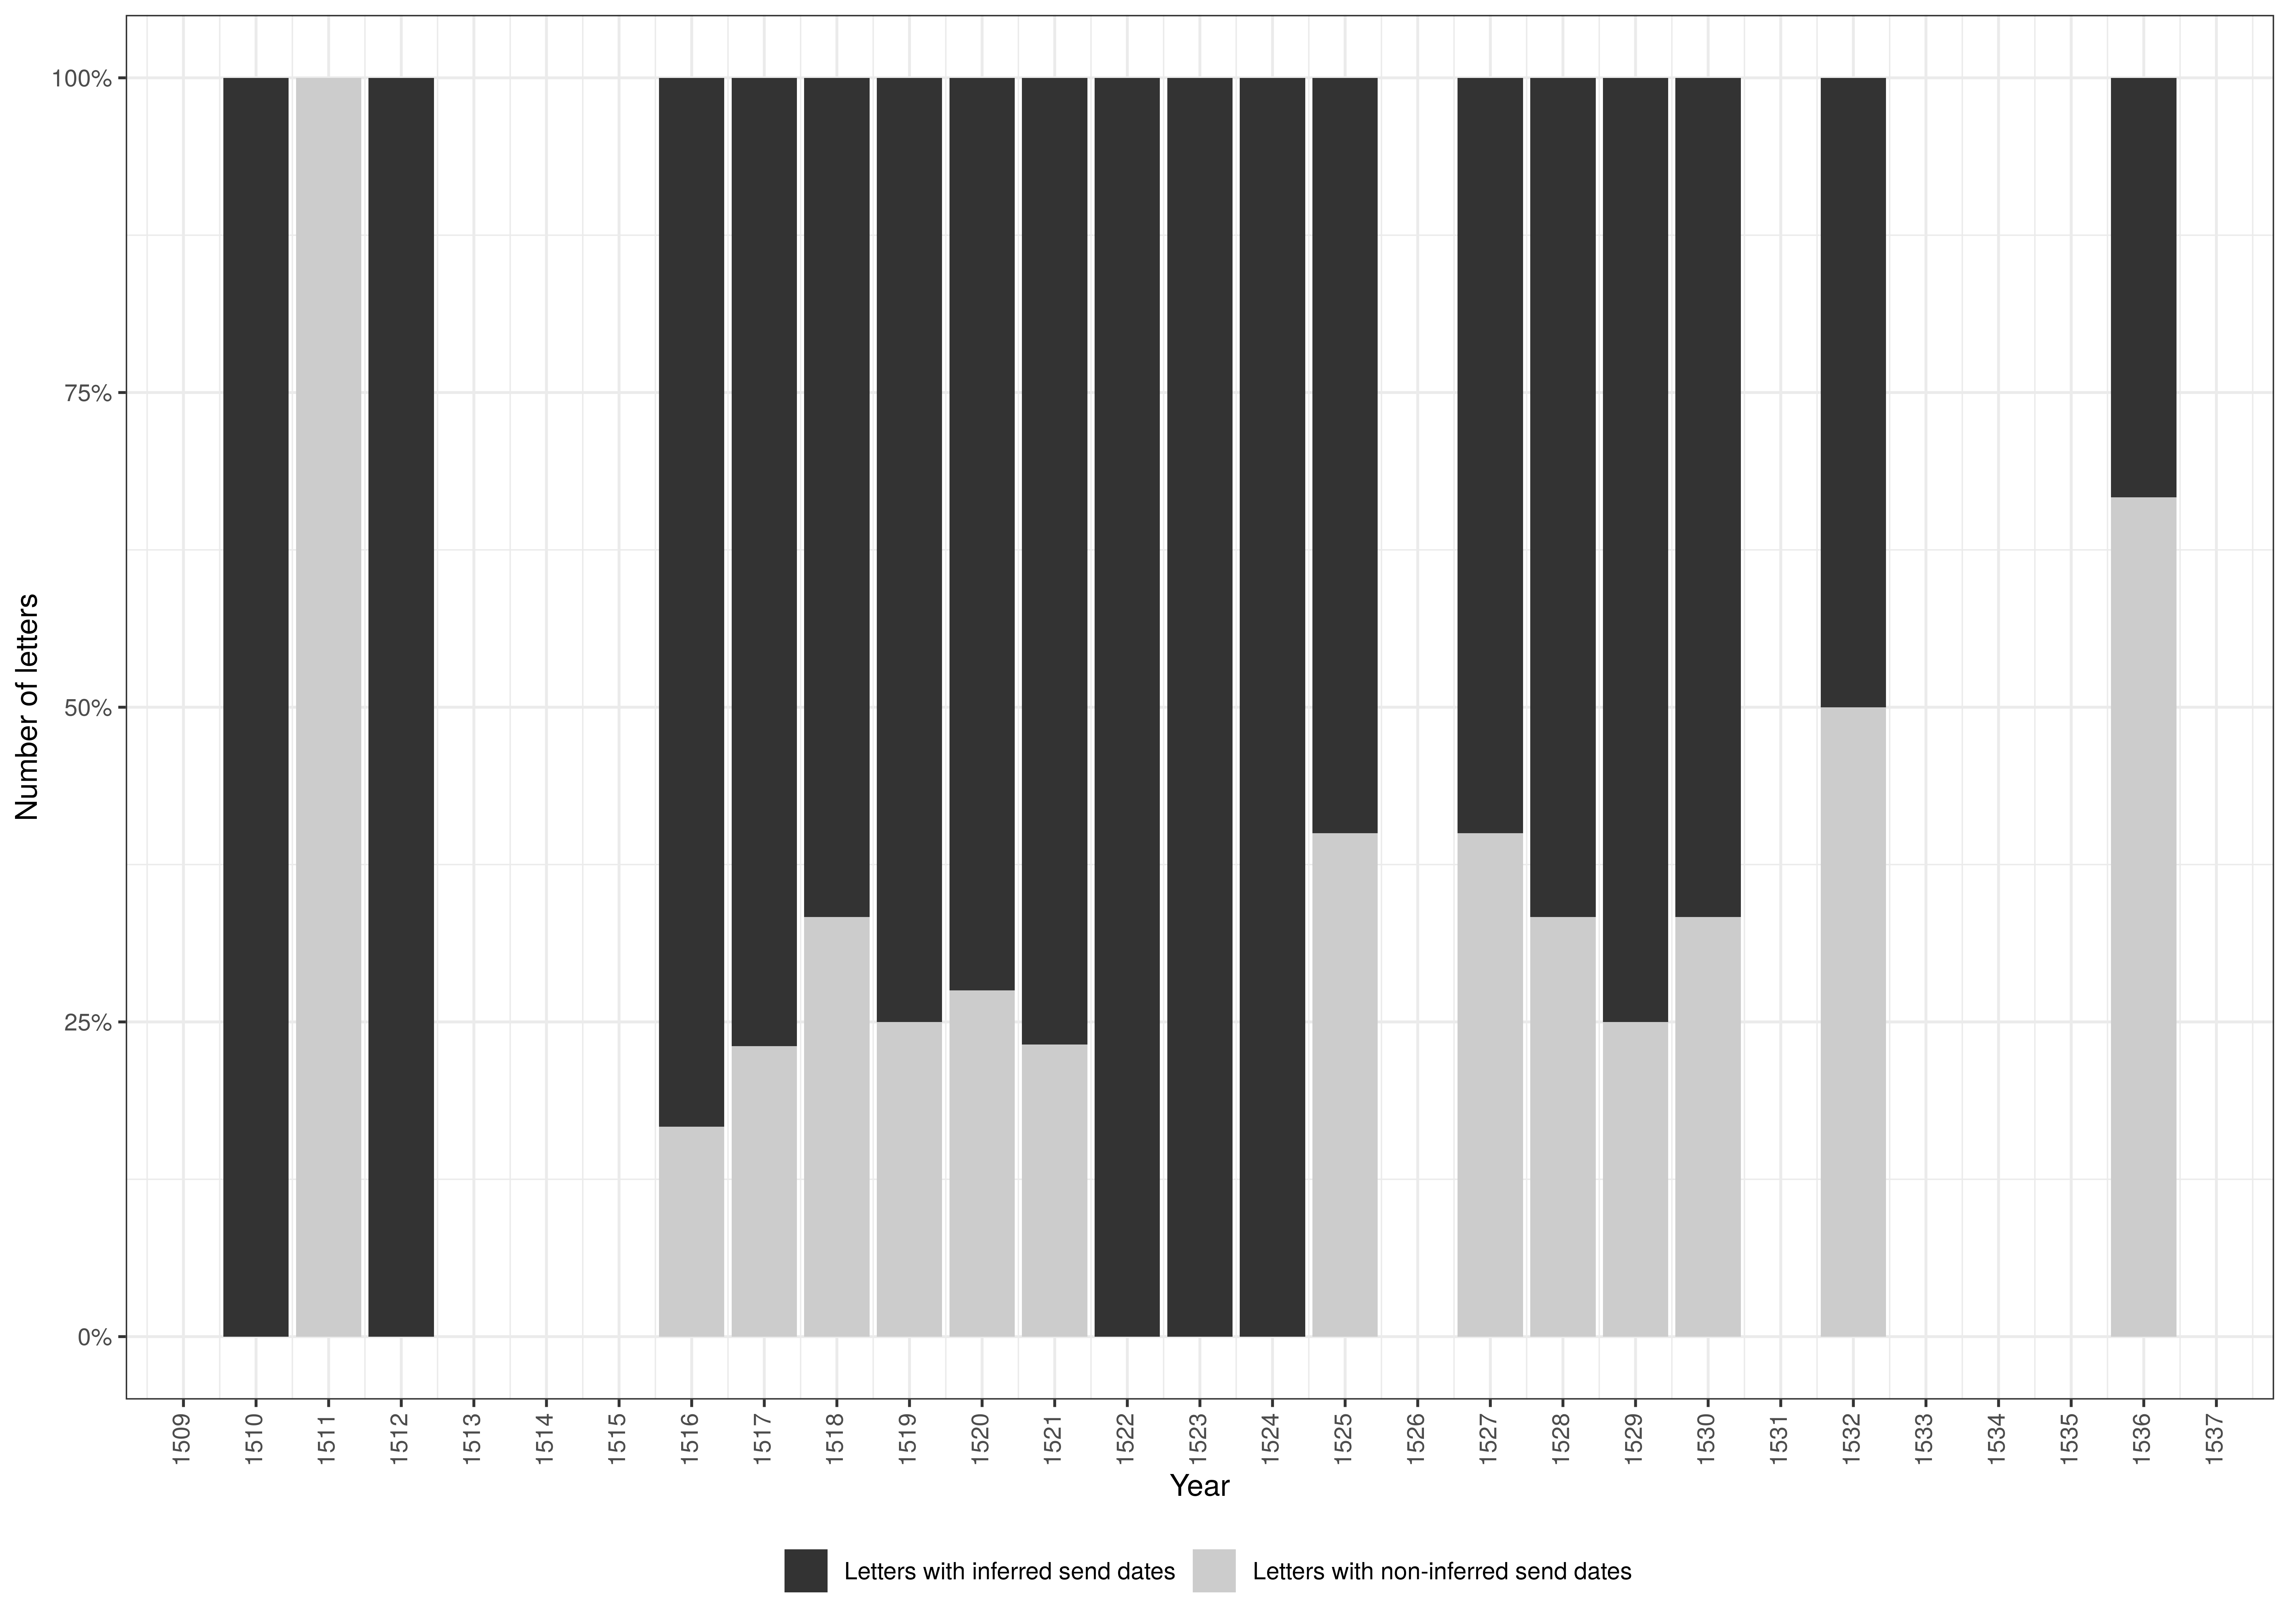 Number of letters
100%
75%
50%
25%
0%
1509 1510 1511 1512 1513 1514 1515 1516 1517 1518 1519 1520 1521 1522 1523 1524 1525 1526 1527 1528 1529 1530 1531 1532 1533 1534 1535 1536 1537
Year
Letters with inferred send dates Letters with non-inferred send dates